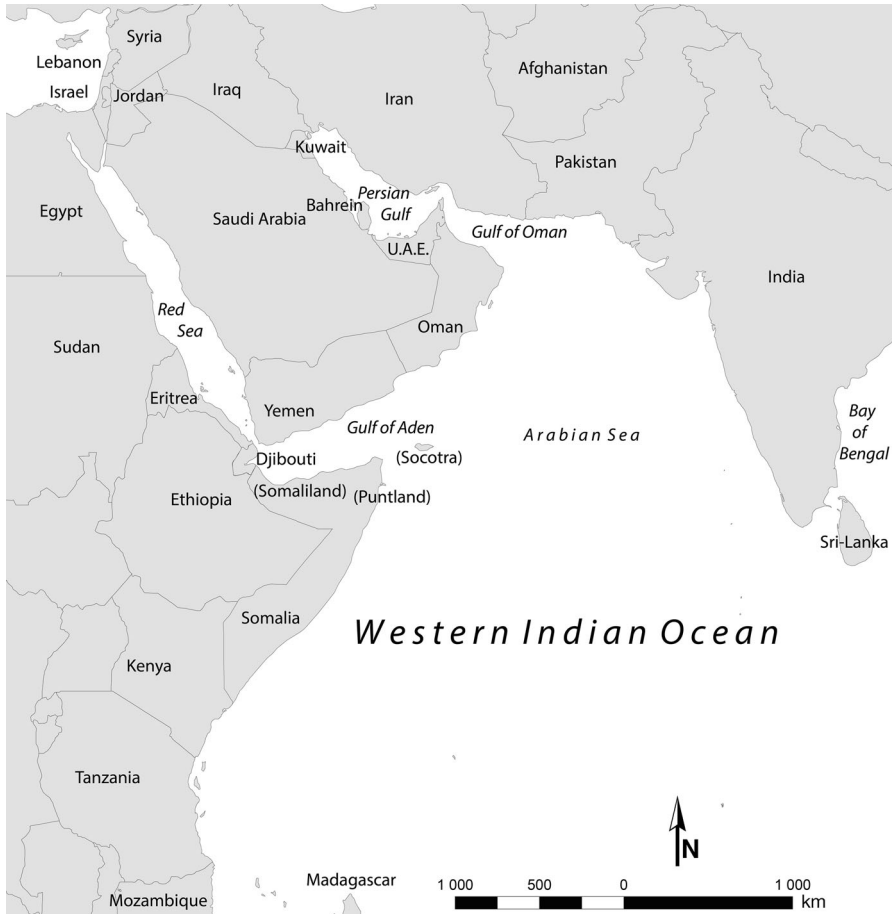 Syria
Lebanon
Afghanistan
Israel
Jordan
Iraq
Iran
Kuwait
Pakistan
Persian
Gulf
Bahrain
Egypt
Saudi Arabia
Gulf of Oman
U.A.E.
India
Red
Sea
Oman
Sudan
Eritrea
Yemen
Gulf of Aden
Arabian Sea
Bay
of
Bengal
Djibouti
(Socotra)
Ethiopia
(Somaliland)
(Puntland)
Sri-Lanka
Somalia
Western Indian Ocean
Kenya
Tanzania
N
Madagascar
Mozambique
1 000 500 0 1 000
km